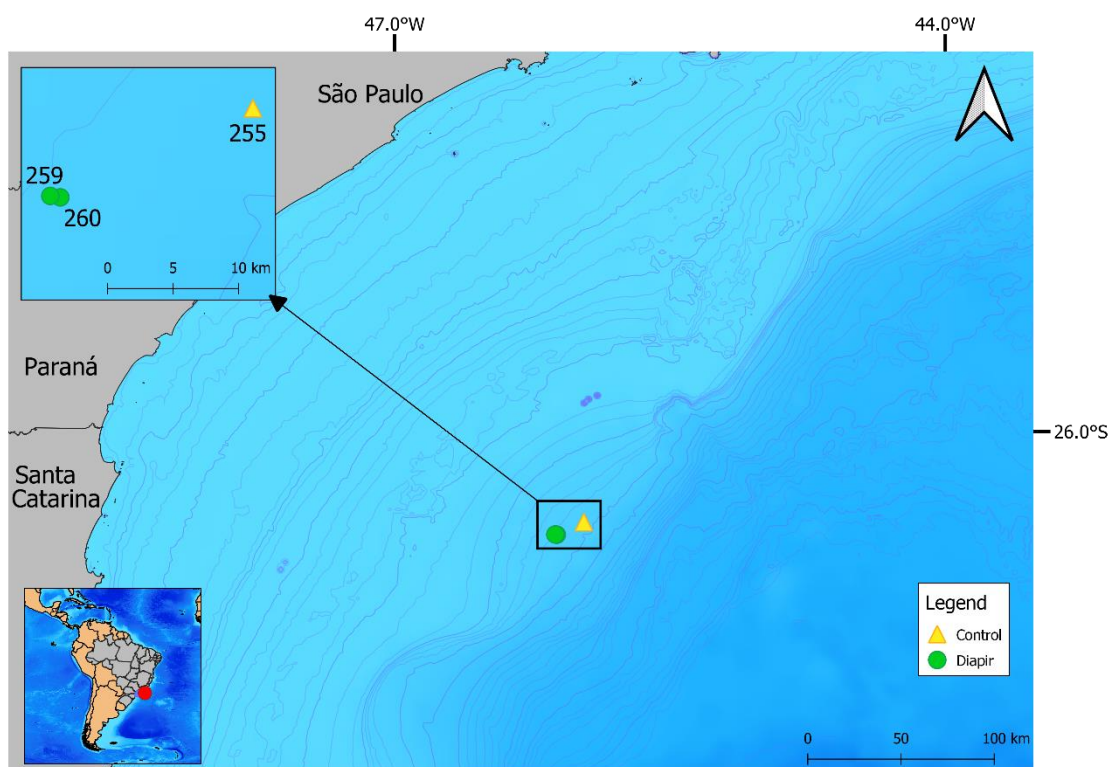 47.0°W
44.0°W
São Paulo
255
259
260
0 5 10 km
Paraná
26.0°S
Santa
Catarina
Legend
Control
Diapir
0 50 100 km